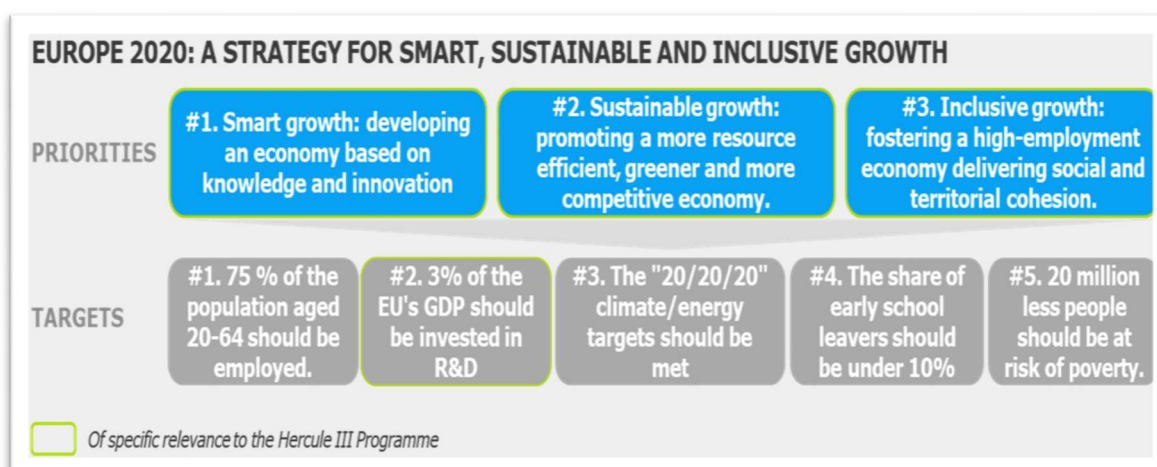 EUROPE 2020: A STRATEGY FOR SMART, SUSTAINABLE AND INCLUSIVE GROWTH
PRIORITIES
#1. Smart growth: developing
an economy based on
knowledge and innovation
#2. Sustainable growth:
promoting a more resource
efficient, greener and more
competitive economy.
#3. Inclusive growth:
fostering a high-employment
economy delivering social and
territorial cohesion.
TARGETS
#1. 75 % of the
population aged
20-64 should be
employed.
#2. 3% of the
EU's GDP should
be invested in
R&D
#3. The "20/20/20"
climate/energy
targets should be
met
#4. The share of
early school
leavers should
be under 10%
#5. 20 million
less people
should be at
risk of poverty.
Of specific relevance to the Hercule III Programme